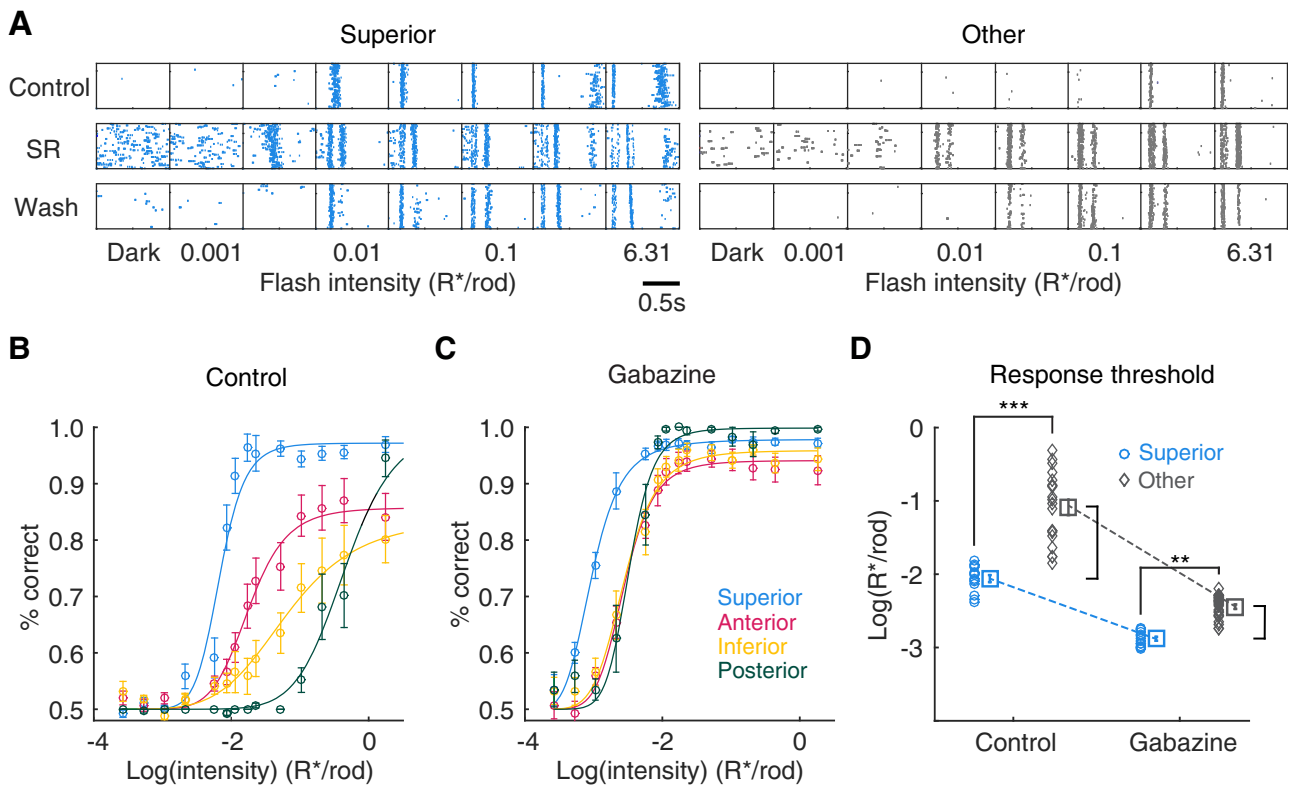 A
Superior
Other
Control
SR
Wash
Dark 0.001 0.01 0.1 6.31
Dark 0.001 0.01 0.1 6.31
Flash intensity (R*/rod)
Flash intensity (R*/rod)
0.5s
B
Control
1.0
0.9
0.8
0.7
0.6
0.5
% correct
-4 -2 0
Log(intensity) (R*/rod)
C
Gabazine
1.0
0.9
0.8
0.7
0.6
0.5
% correct
Superior
Anterior
Inferior
Posterior
-4 -2 0
Log(intensity) (R*/rod)
D
Response threshold
***
**
Superior
Other
0
-1
-2
-3
Log(R*/rod)
Control Gabazine